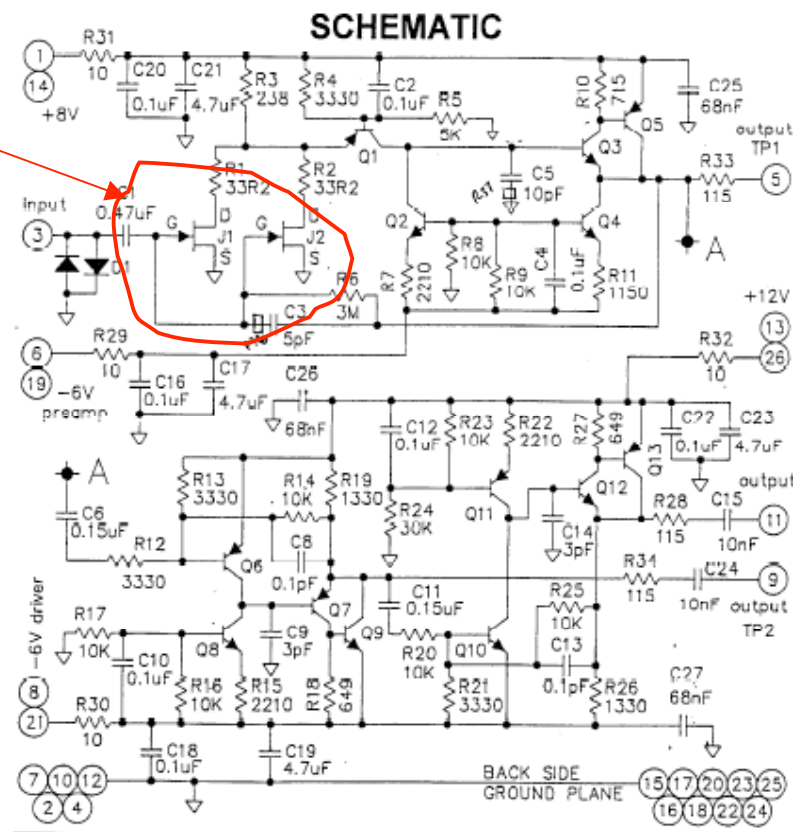 SCHEMATIC
1
14
+8V
R31
10
C20
0.1uF
C21
4.7uF
R3
238
R4
3330
C2
0.1uF
R5
5K
R10
715
C25
68nF
Q5
Q3
Q1
output
TP1
R33
115
5
R1
33R2
R2
33R2
C5
10pF
R37
C1
0.47uF
input
3
D1
G
D
J1
S
G
D
J2
S
Q2
Q4
R7
2210
R8
10K
R9
10K
C4
0.1uF
R11
1150
A
R6
3M
C3
5pF
+12V
13
26
R32
10
6
19
-6V
preamp
R29
10
C16
0.1uF
C17
4.7uF
C26
68nF
C12
0.1uF
R23
10K
R22
2210
R27
649
Q13
C22
0.1uF
C23
4.7uF
A
R13
3330
R14
10K
R19
1330
R24
30K
Q11
Q12
output
11
R28
115
C15
10nF
C6
0.15uF
R12
3330
Q6
C8
0.1pF
C14
3pF
R34
115
C24
10nF
9
output
TP2
-6V driver
8
21
R17
10K
Q8
C9
3pF
Q7
Q9
C11
0.15uF
R20
10K
Q10
R25
10K
C13
0.1pF
C10
0.1uF
R16
10K
R15
2210
R18
649
R21
3330
R26
1330
C27
68nF
R30
10
C18
0.1uF
C19
4.7uF
7 10 12
2 4
BACK SIDE
GROUND PLANE
15 17 20 23 25
16 18 22 24